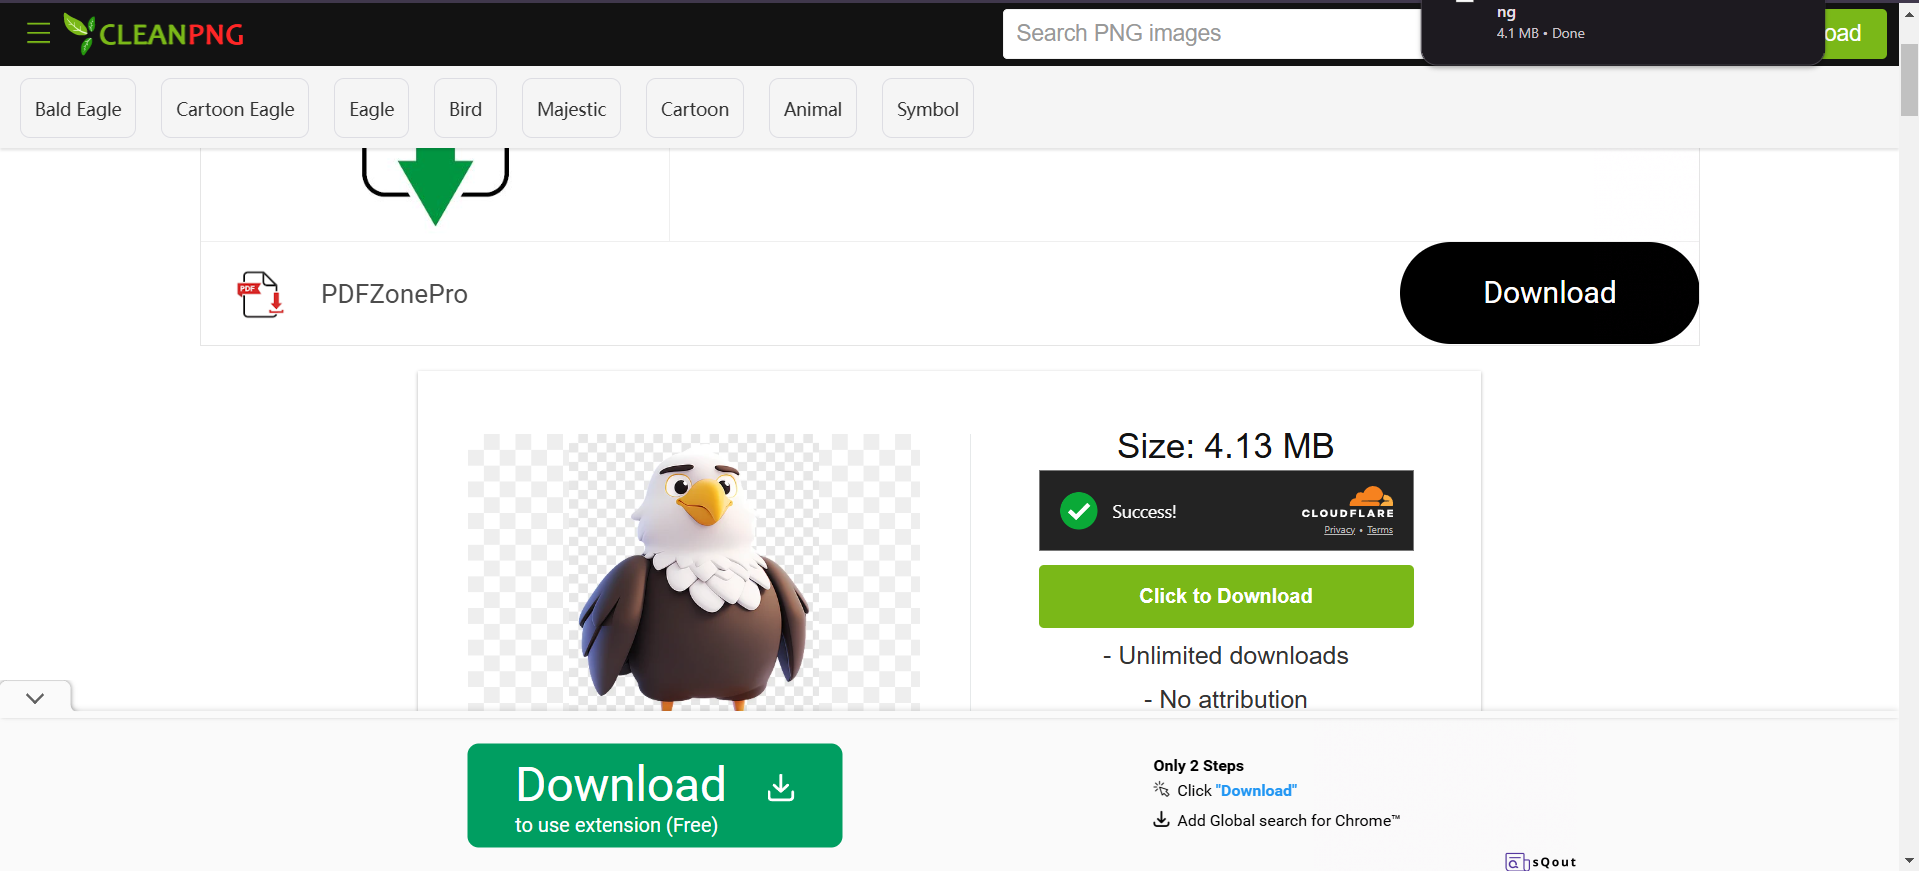 CLEANPNG
Search PNG images
ng
4.1 MB • Done
oad
Bald Eagle
Cartoon Eagle
Eagle
Bird
Majestic
Cartoon
Animal
Symbol
PDF
PDFZonePro
Download
Size: 4.13 MB
Success!
CLOUDFLARE
Privacy • Terms
Click to Download
- Unlimited downloads
- No attribution
Download
to use extension (Free)
Only 2 Steps
Click "Download"
Add Global search for Chrome™
sQout